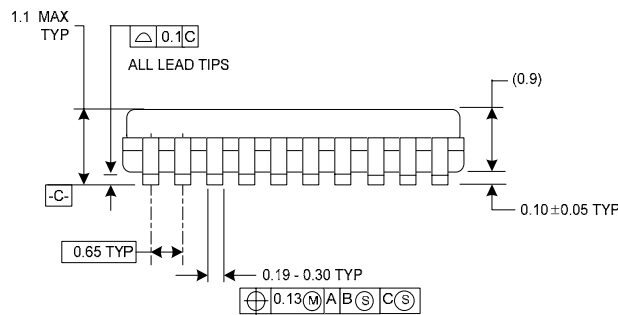 1.1 MAX
TYP
⌓ 0.1 C
ALL LEAD TIPS
(0.9)
-C-
0.10±0.05 TYP
0.65 TYP
0.19 - 0.30 TYP
⌖ 0.13 Ⓜ A B Ⓢ C Ⓢ